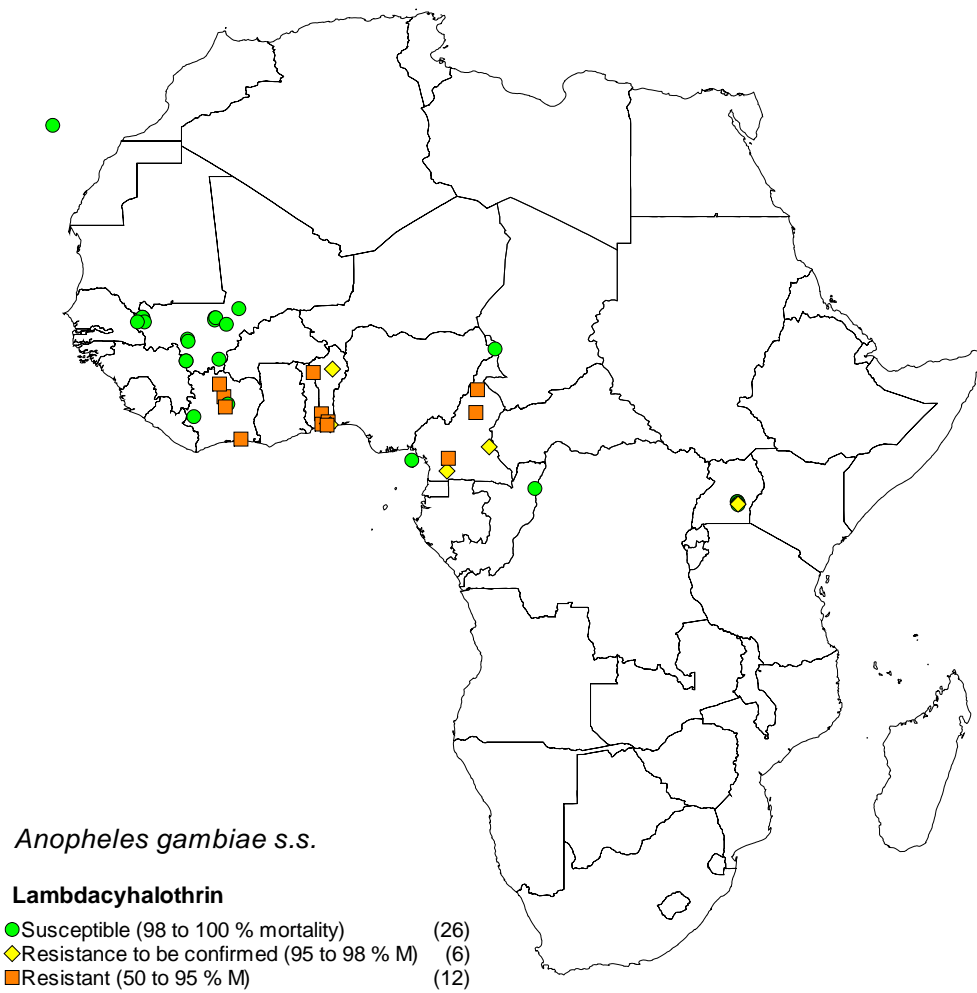 Anopheles gambiae s.s.
Lambdacyhalothrin
Susceptible (98 to 100 % mortality) (26)
Resistance to be confirmed (95 to 98 % M) (6)
Resistant (50 to 95 % M) (12)